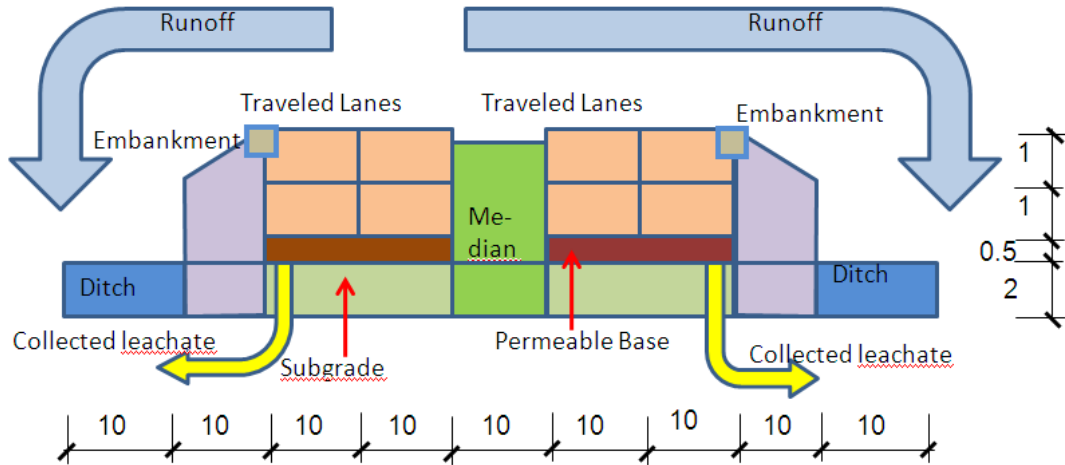 Runoff
Runoff
Traveled Lanes
Traveled Lanes
Embankment
Embankment
1
1
Me-
dian
0.5
Ditch
Ditch
2
Collected leachate
Subgrade
Permeable Base
Collected leachate
10
10
10
10
10
10
10
10
10